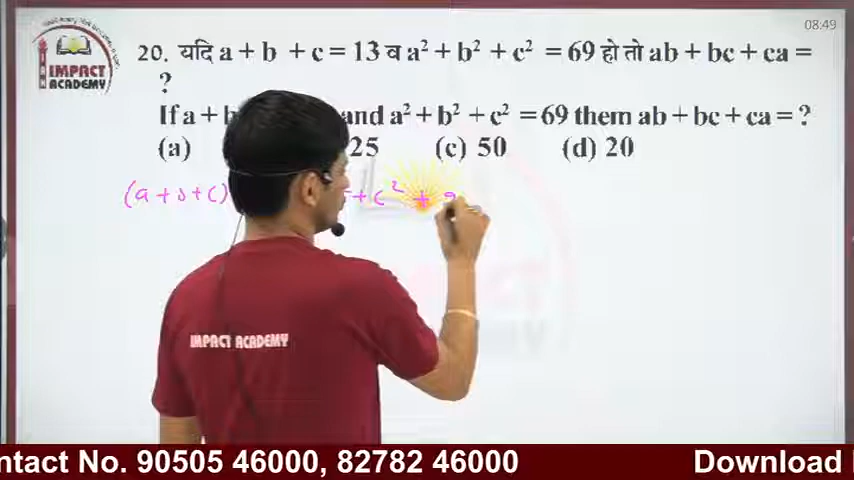 08:49
IMPACT
ACADEMY
20. यदि a + b + c = 13 व a² + b² + c² = 69 हो तो ab + bc + ca =
?
If a + b and a² + b² + c² = 69 them ab + bc + ca = ?
(a) 25 (c) 50 (d) 20
(a + b + c) + c² +
IMPACT ACADEMY
ntact No. 90505 46000, 82782 46000 Download